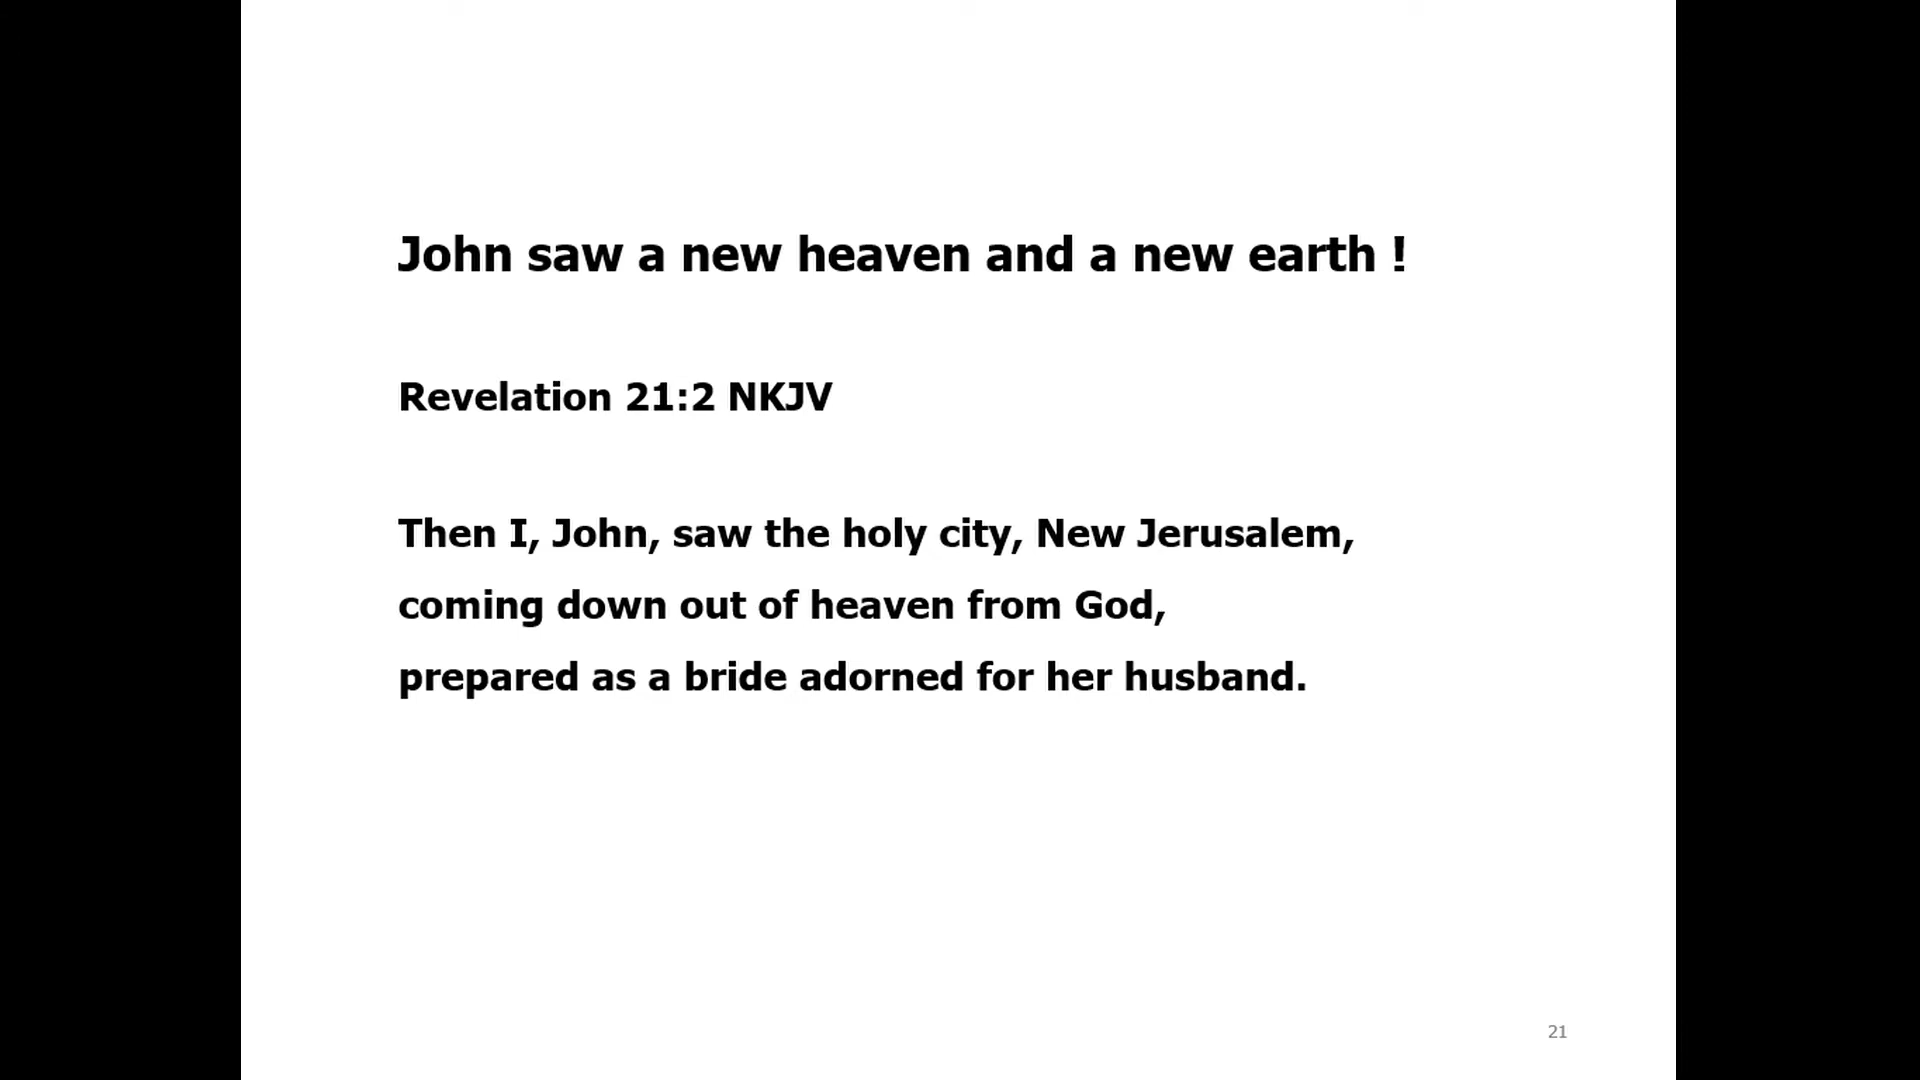 John saw a new heaven and a new earth !
Revelation 21:2 NKJV
Then I, John, saw the holy city, New Jerusalem,
coming down out of heaven from God,
prepared as a bride adorned for her husband.
21